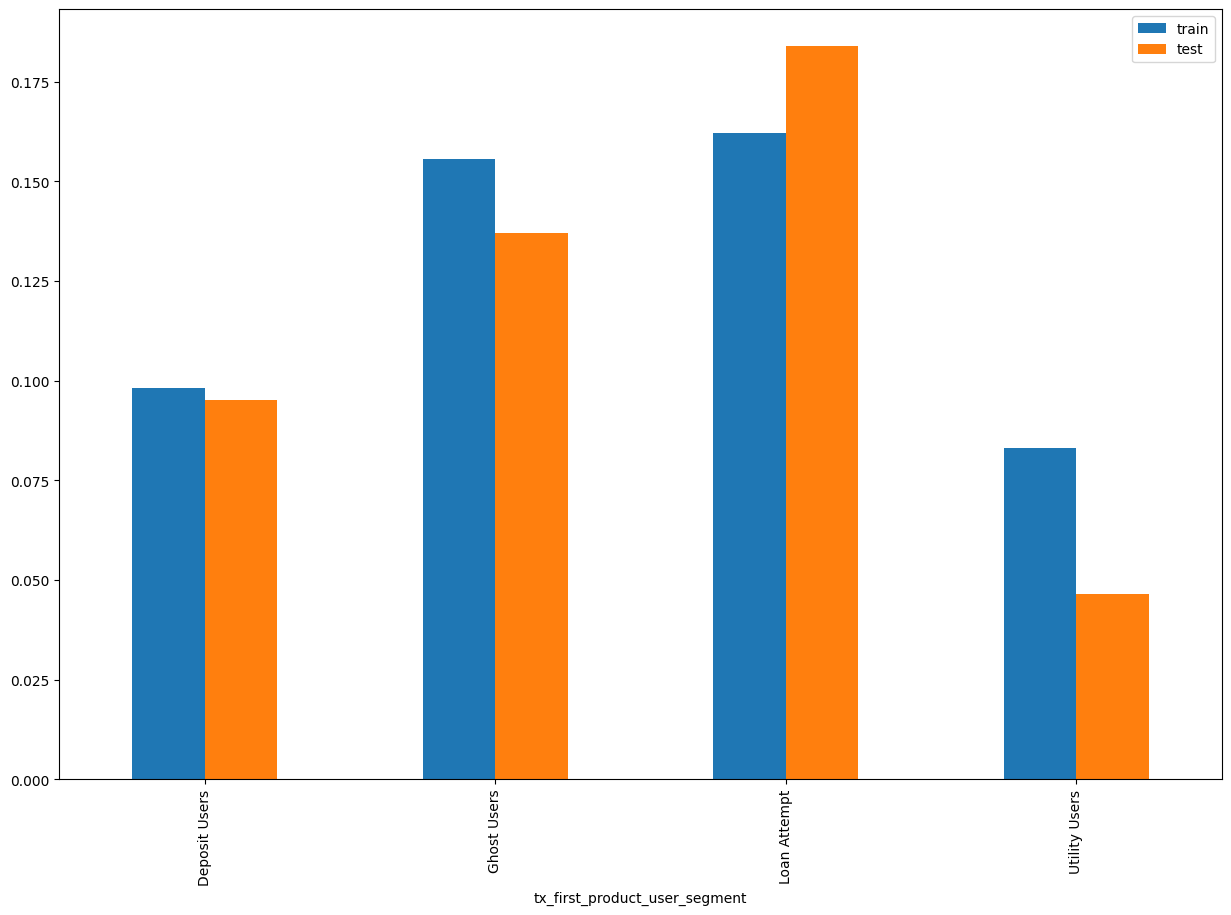 train
test
0.175
0.150
0.125
0.100
0.075
0.050
0.025
0.000
Deposit Users
Ghost Users
Loan Attempt
Utility Users
tx_first_product_user_segment